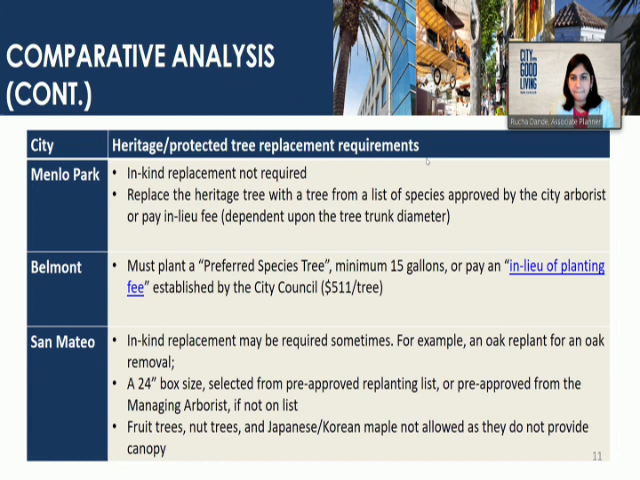 COMPARATIVE ANALYSIS
(CONT.)
CITY
GOOD
LIVING
Rucha Dande, Associate Planner
City
Heritage/protected tree replacement requirements
Menlo Park
• In-kind replacement not required
• Replace the heritage tree with a tree from a list of species approved by the city arborist
or pay in-lieu fee (dependent upon the tree trunk diameter)
Belmont
• Must plant a “Preferred Species Tree”, minimum 15 gallons, or pay an “in-lieu of planting
fee” established by the City Council ($511/tree)
San Mateo
• In-kind replacement may be required sometimes. For example, an oak replant for an oak
removal;
• A 24” box size, selected from pre-approved replanting list, or pre-approved from the
Managing Arborist, if not on list
• Fruit trees, nut trees, and Japanese/Korean maple not allowed as they do not provide
canopy
11